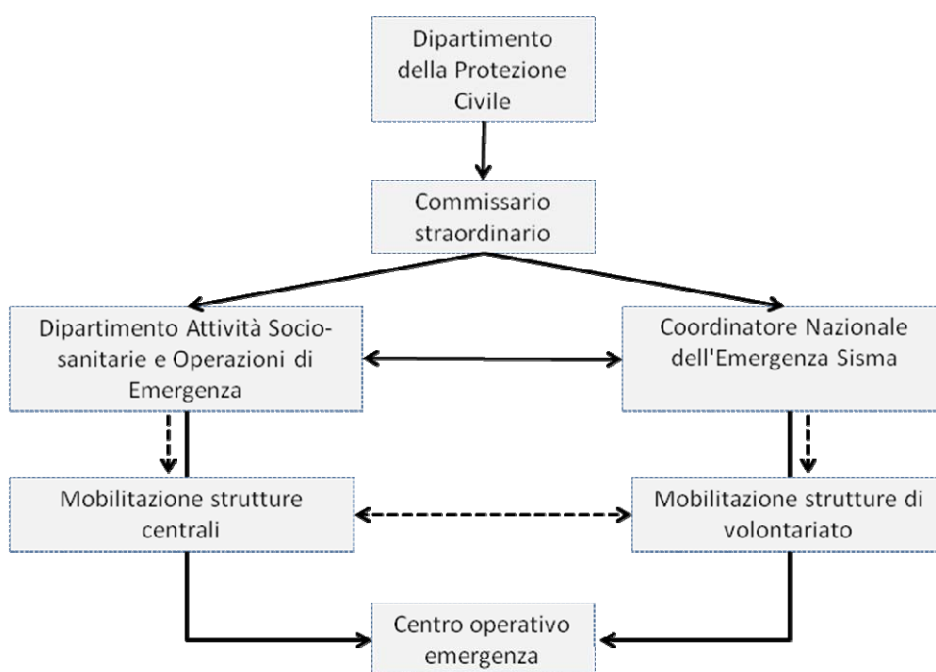 Dipartimento
della Protezione
Civile
Commissario
straordinario
Dipartimento Attività Socio-
sanitarie e Operazioni di
Emergenza
Coordinatore Nazionale
dell'Emergenza Sisma
Mobilitazione strutture
centrali
Mobilitazione strutture di
volontariato
Centro operativo
emergenza